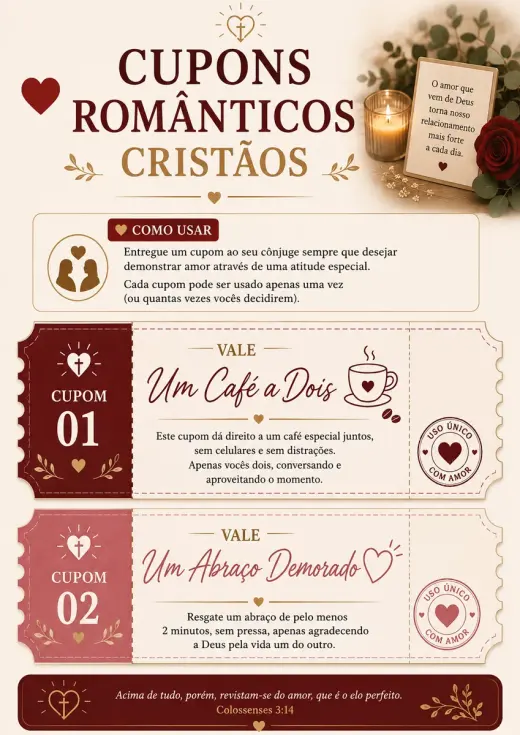 CUPONS
ROMÂNTICOS
CRISTÃOS
O amor que
vem de Deus
torna nosso
relacionamento
mais forte
a cada dia.
COMO USAR
Entregue um cupom ao seu cônjuge sempre que desejar
demonstrar amor através de uma atitude especial.
Cada cupom pode ser usado apenas uma vez
(ou quantas vezes vocês decidirem).
CUPOM
01
VALE
Um Café a Dois
Este cupom dá direito a um café especial juntos,
sem celulares e sem distrações.
Apenas vocês dois, conversando e
aproveitando o momento.
USO ÚNICO
COM AMOR
CUPOM
02
VALE
Um Abraço Demorado
Resgate um abraço de pelo menos
2 minutos, sem pressa, apenas agradecendo
a Deus pela vida um do outro.
USO ÚNICO
COM AMOR
Acima de tudo, porém, revistam-se do amor, que é o elo perfeito.
Colossenses 3:14